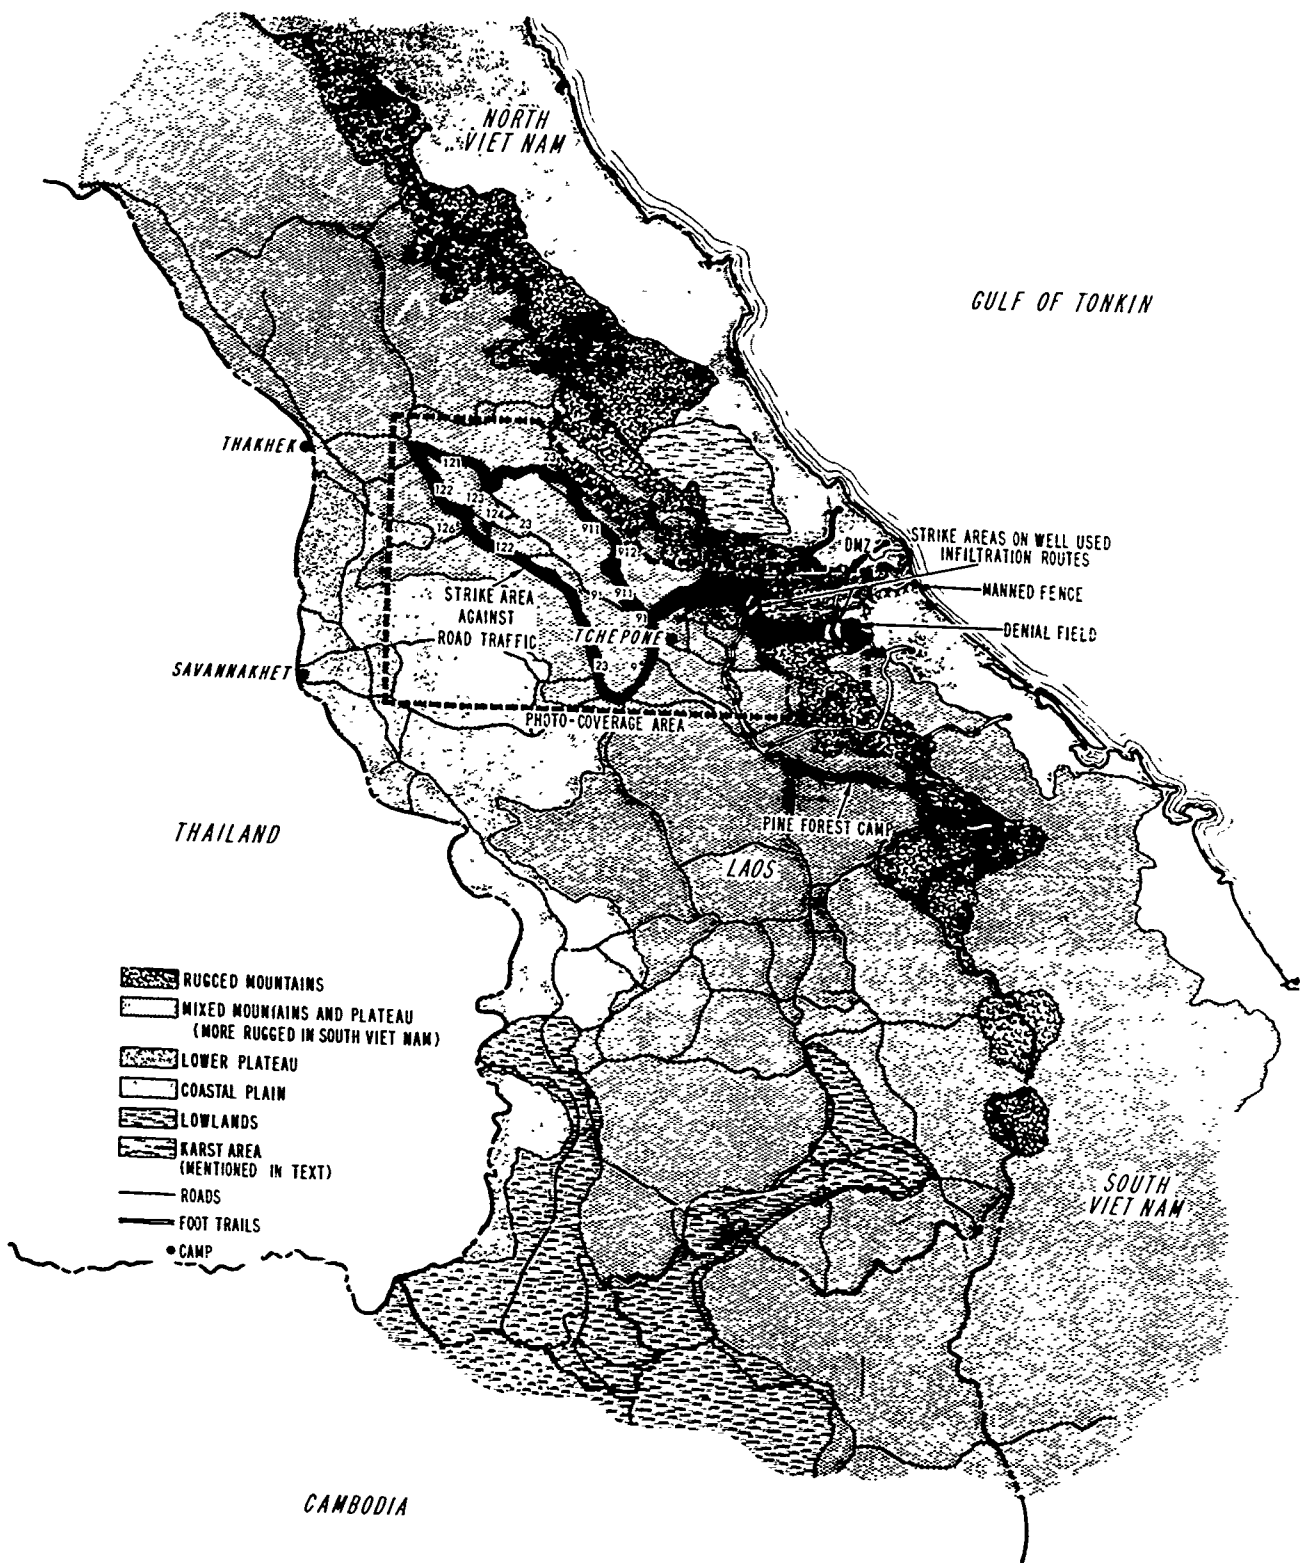 NORTH
VIET NAM
GULF OF TONKIN
THAKHEK
121
23
122
123
124
23
911
126
122
912
DMZ
STRIKE AREAS ON WELL USED
INFILTRATION ROUTES
MANNED FENCE
STRIKE AREA
AGAINST
ROAD TRAFFIC
91
911
91
TCHEPONE
DENIAL FIELD
SAVANNAKHET
23
9
PHOTO-COVERAGE AREA
THAILAND
PINE FOREST CAMP
LAOS
RUGGED MOUNTAINS
MIXED MOUNTAINS AND PLATEAU
(MORE RUGGED IN SOUTH VIET NAM)
LOWER PLATEAU
COASTAL PLAIN
LOWLANDS
KARST AREA
(MENTIONED IN TEXT)
ROADS
FOOT TRAILS
CAMP
SOUTH
VIET NAM
CAMBODIA